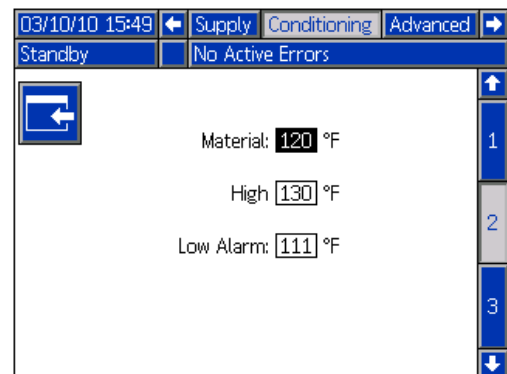 03/10/10 15:49 Supply Conditioning Advanced
Standby No Active Errors
1
Material: 120 °F
High 130 °F
2
Low Alarm: 111 °F
3